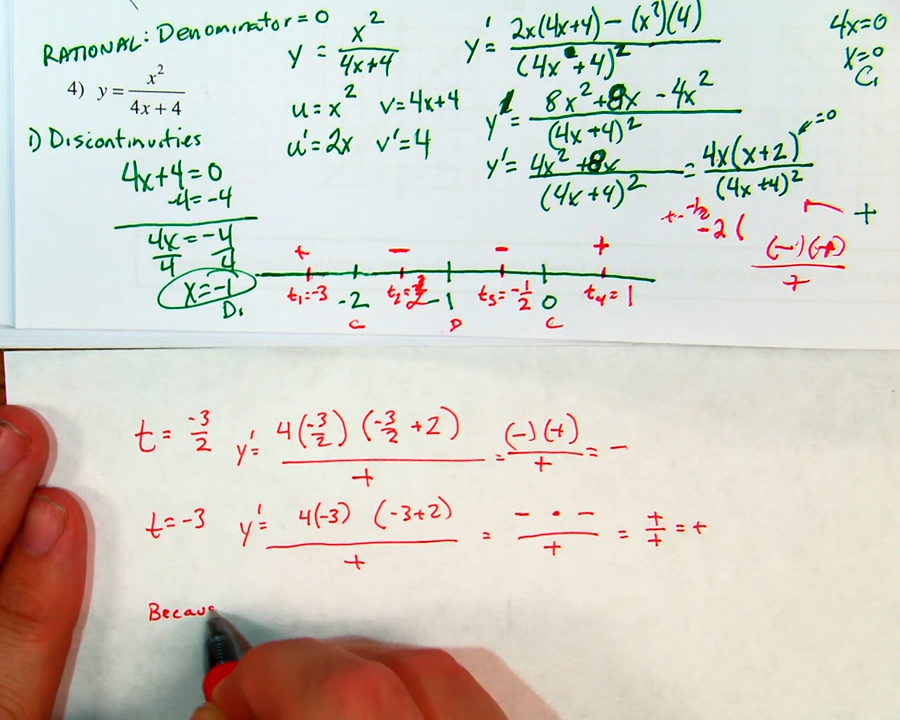 RATIONAL: Denominator = 0
4) y = x²/(4x + 4)
y = x²/(4x+4)
u = x² v = 4x+4
u' = 2x v' = 4
y' = (2x(4x+4) - (x²)(4))/(4x+4)²
y' = (8x²+8x - 4x²)/(4x+4)²
y' = (4x²+8x)/(4x+4)² = 4x(x+2)/(4x+4)² =0
4x=0
x=0
C₁
1) Discontinuities
4x+4=0
-4=-4
4x/4 = -4/4
x=-1
D₁
+ - - +
t₁=-3 -2 t₂= -1 t₃=-1/2 0 t₄=1
C D C
-2(
+
(-)(+)/+
t = -3/2 y' = 4(-3/2)(-3/2+2)/+ = (-)(+)/+ = -
t = -3 y' = 4(-3) (-3+2)/+ = - · -/+ = +/+ = +
Becaus